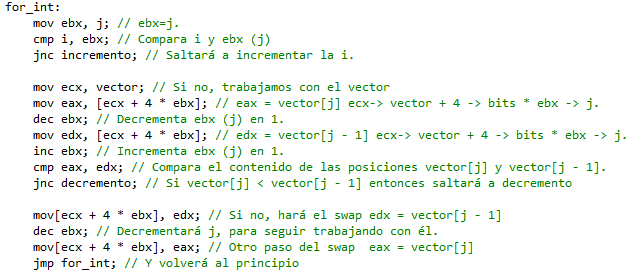 for_int:
mov ebx, j; // ebx=j.
cmp i, ebx; // Compara i y ebx (j)
jnc incremento; // Saltará a incrementar la i.
mov ecx, vector; // Si no, trabajamos con el vector
mov eax, [ecx + 4 * ebx]; // eax = vector[j] ecx-> vector + 4 -> bits * ebx -> j.
dec ebx; // Decrementa ebx (j) en 1.
mov edx, [ecx + 4 * ebx]; // edx = vector[j - 1] ecx-> vector + 4 -> bits * ebx -> j.
inc ebx; // Incrementa ebx (j) en 1.
cmp eax, edx; // Compara el contenido de las posiciones vector[j] y vector[j - 1].
jnc decremento; // Si vector[j] < vector[j - 1] entonces saltará a decremento
mov[ecx + 4 * ebx], edx; // Si no, hará el swap edx = vector[j - 1]
dec ebx; // Decrementará j, para seguir trabajando con él.
mov[ecx + 4 * ebx], eax; // Otro paso del swap  eax = vector[j]
jmp for_int; // Y volverá al principio